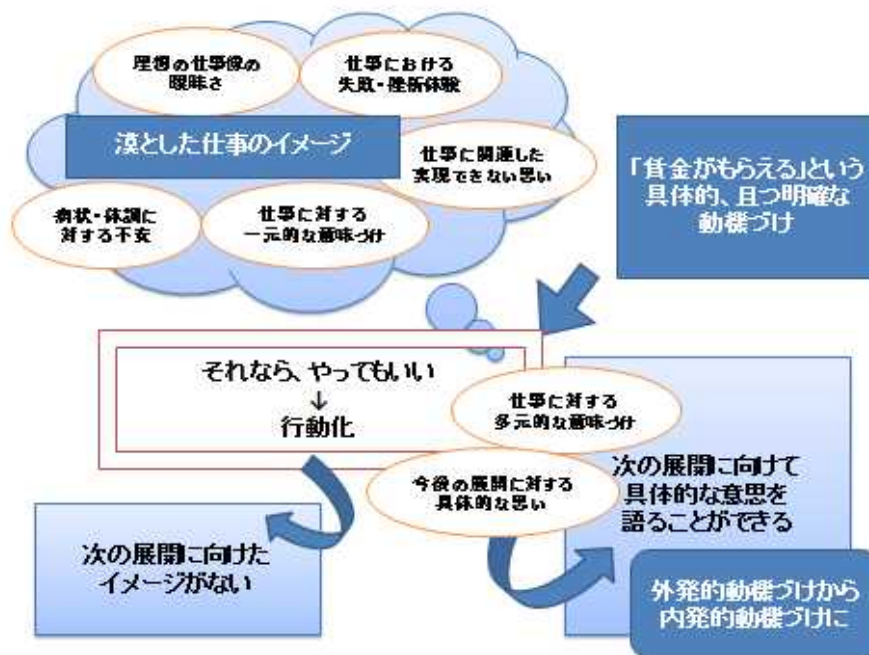 理想の仕事像の
曖昧さ
仕事における
失敗・挫折体験
漠とした仕事のイメージ
仕事に関連した
実現できない思い
病状・体調に
対する不安
仕事に対する
一元的な意味づけ
「賃金がもらえる」という
具体的、且つ明確な
動機づけ
それなら、やってもいい
↓
行動化
仕事に対する
多元的な意味づけ
今後の展開に対する
具体的な思い
次の展開に向けて
具体的な意思を
語ることができる
次の展開に向けた
イメージがない
外発的動機づけから
内発的動機づけに